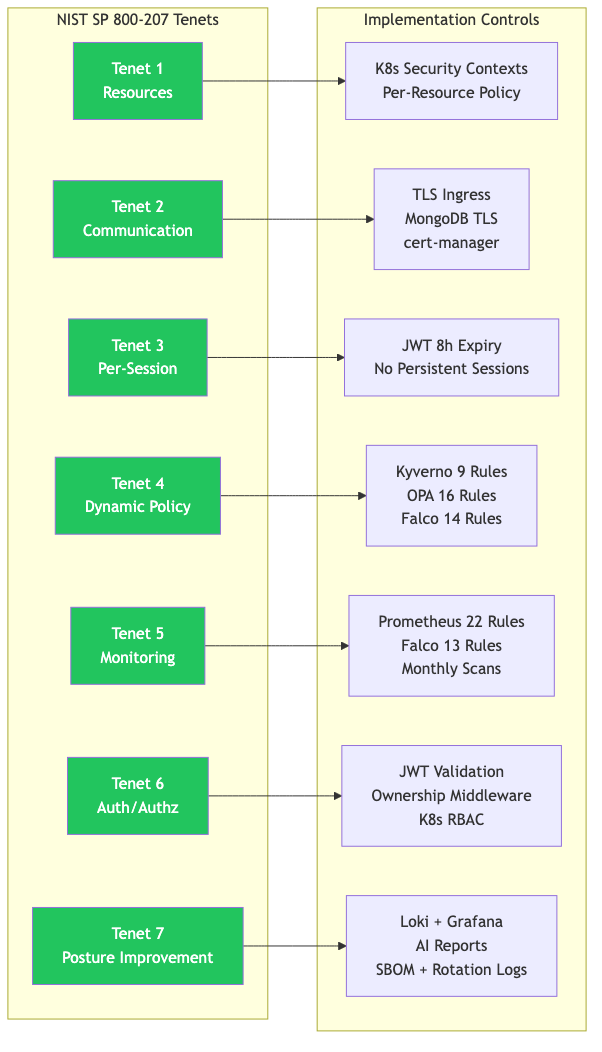 NIST SP 800-207 Tenets
Implementation Controls
Tenet 1
Resources
K8s Security Contexts
Per-Resource Policy
Tenet 2
Communication
TLS Ingress
MongoDB TLS
cert-manager
Tenet 3
Per-Session
JWT 8h Expiry
No Persistent Sessions
Tenet 4
Dynamic Policy
Kyverno 9 Rules
OPA 16 Rules
Falco 14 Rules
Tenet 5
Monitoring
Prometheus 22 Rules
Falco 13 Rules
Monthly Scans
Tenet 6
Auth/Authz
JWT Validation
Ownership Middleware
K8s RBAC
Tenet 7
Posture Improvement
Loki + Grafana
AI Reports
SBOM + Rotation Logs